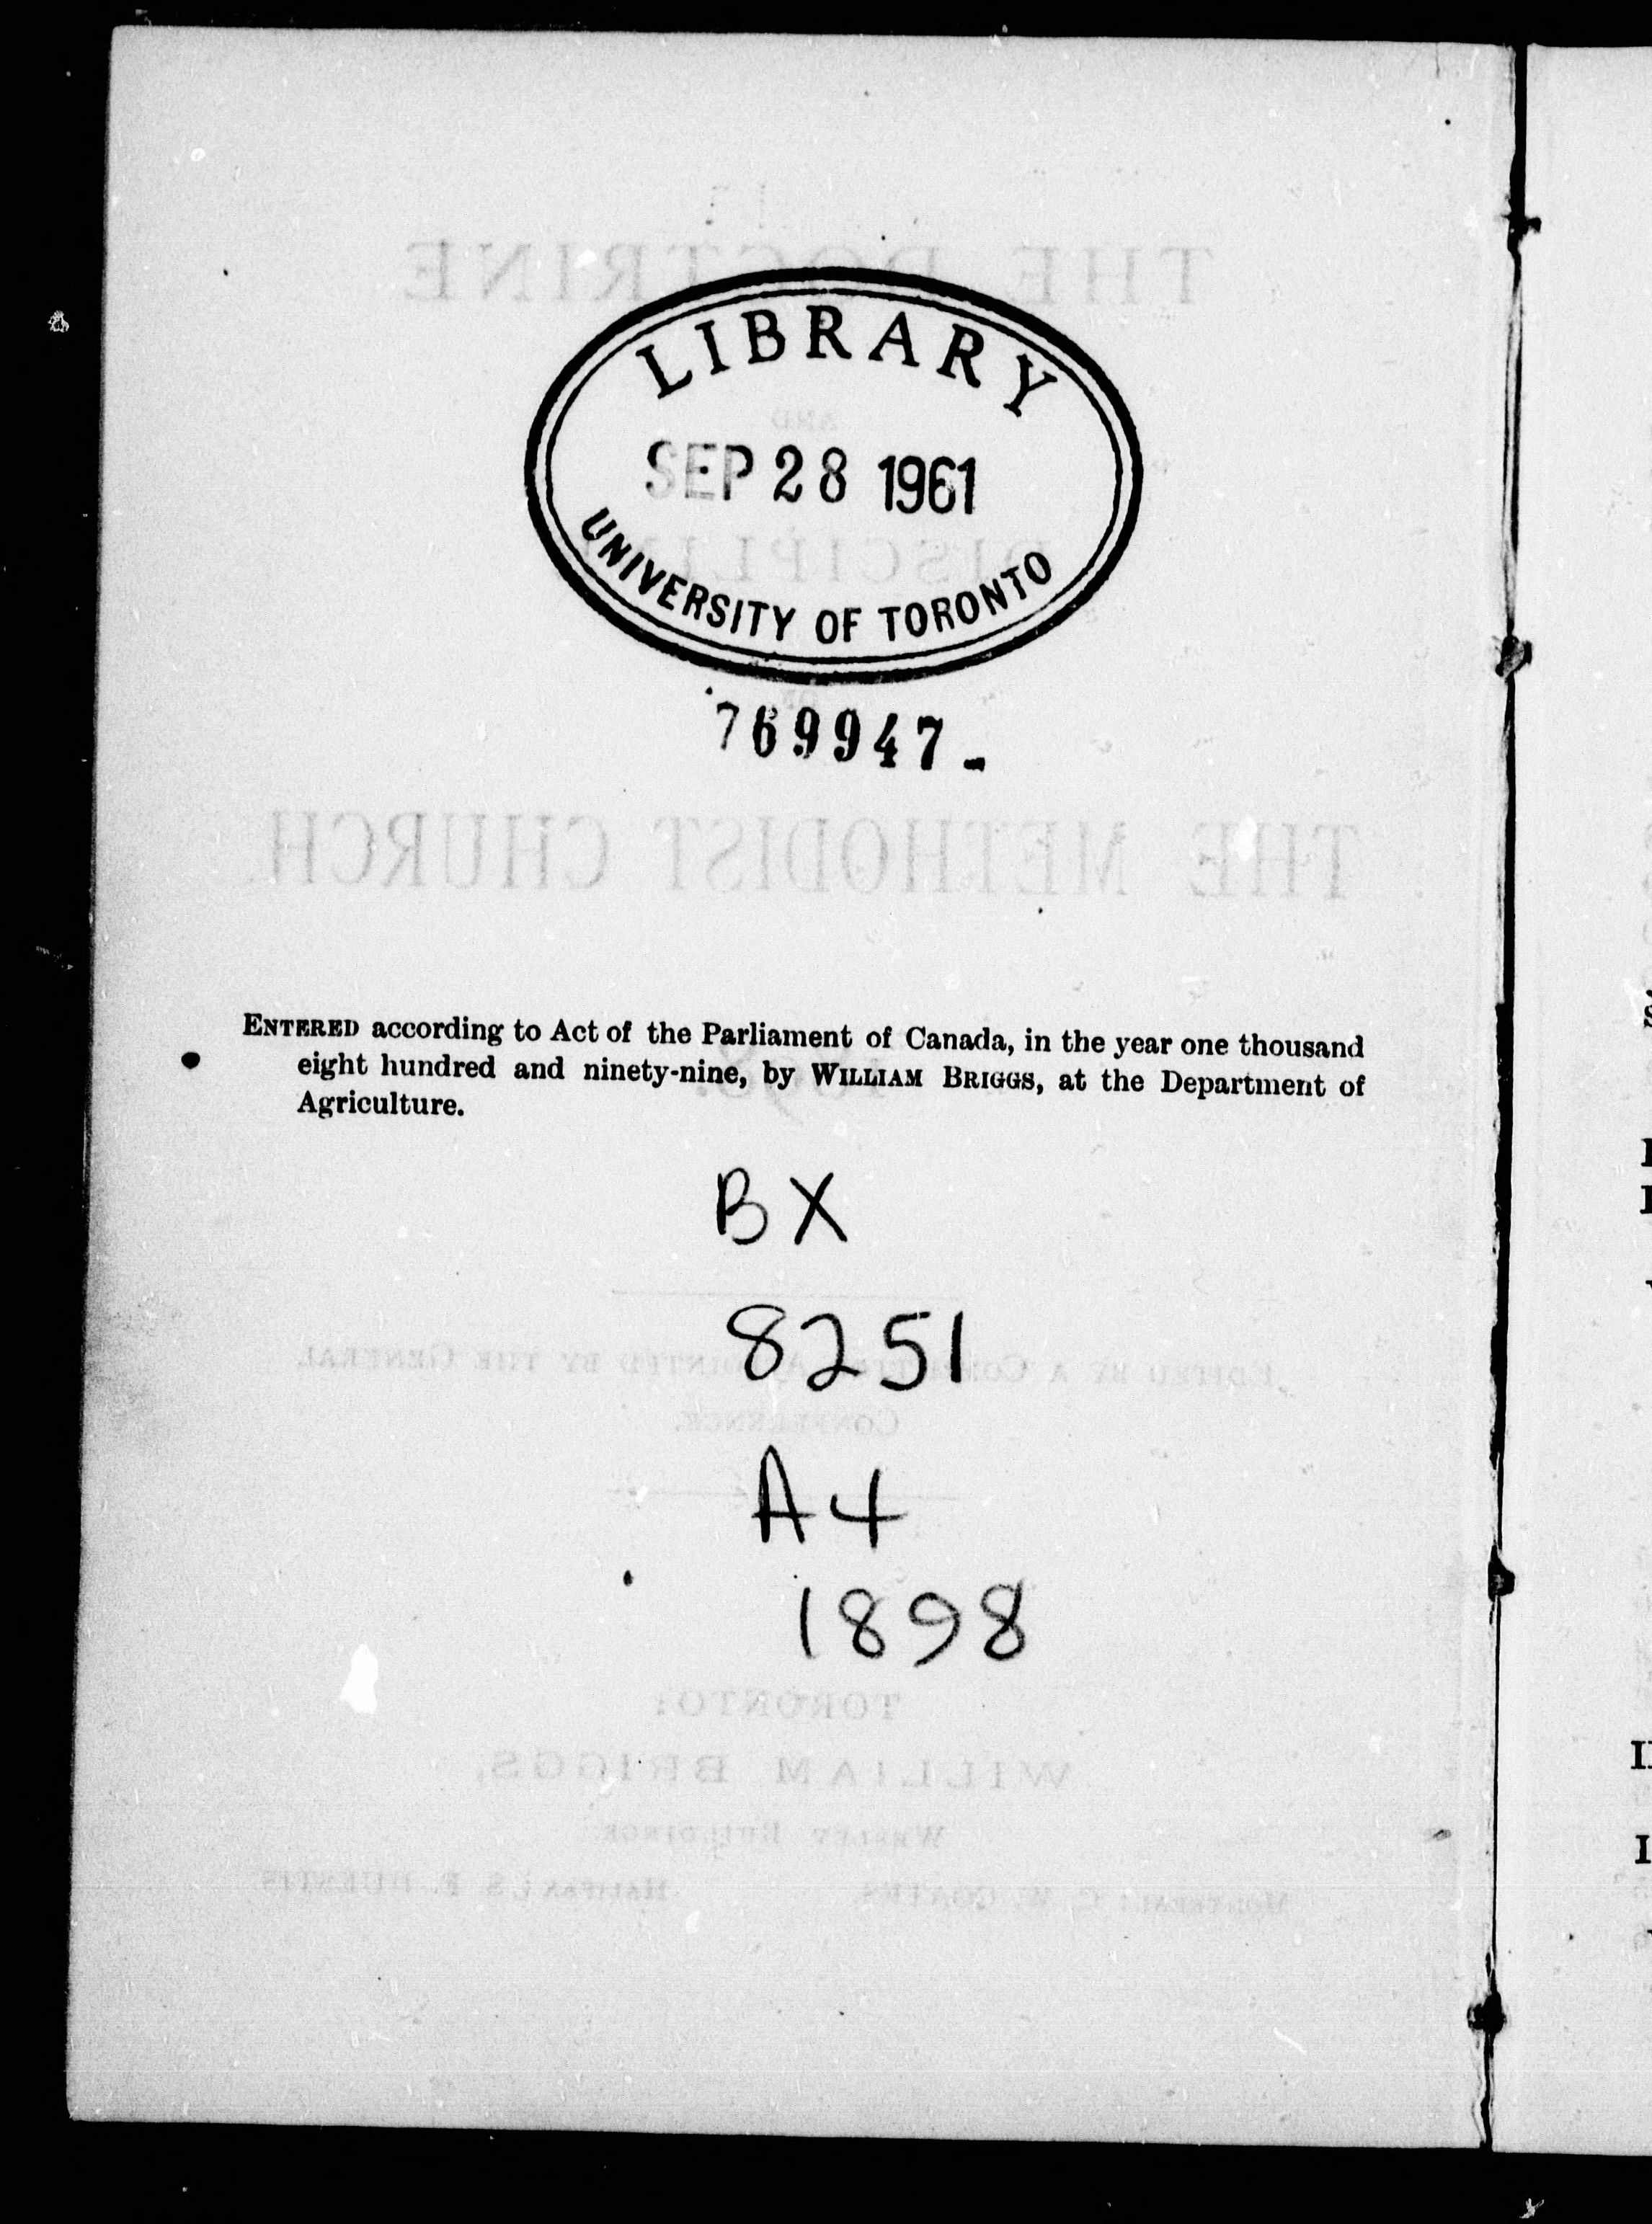 LIBRARY
SEP 28 1961
UNIVERSITY OF TORONTO
769947-
ENTERED according to Act of the Parliament of Canada, in the year one thousand
eight hundred and ninety-nine, by WILLIAM BRIGGS, at the Department of
Agriculture.
BX
8251
A4
1898